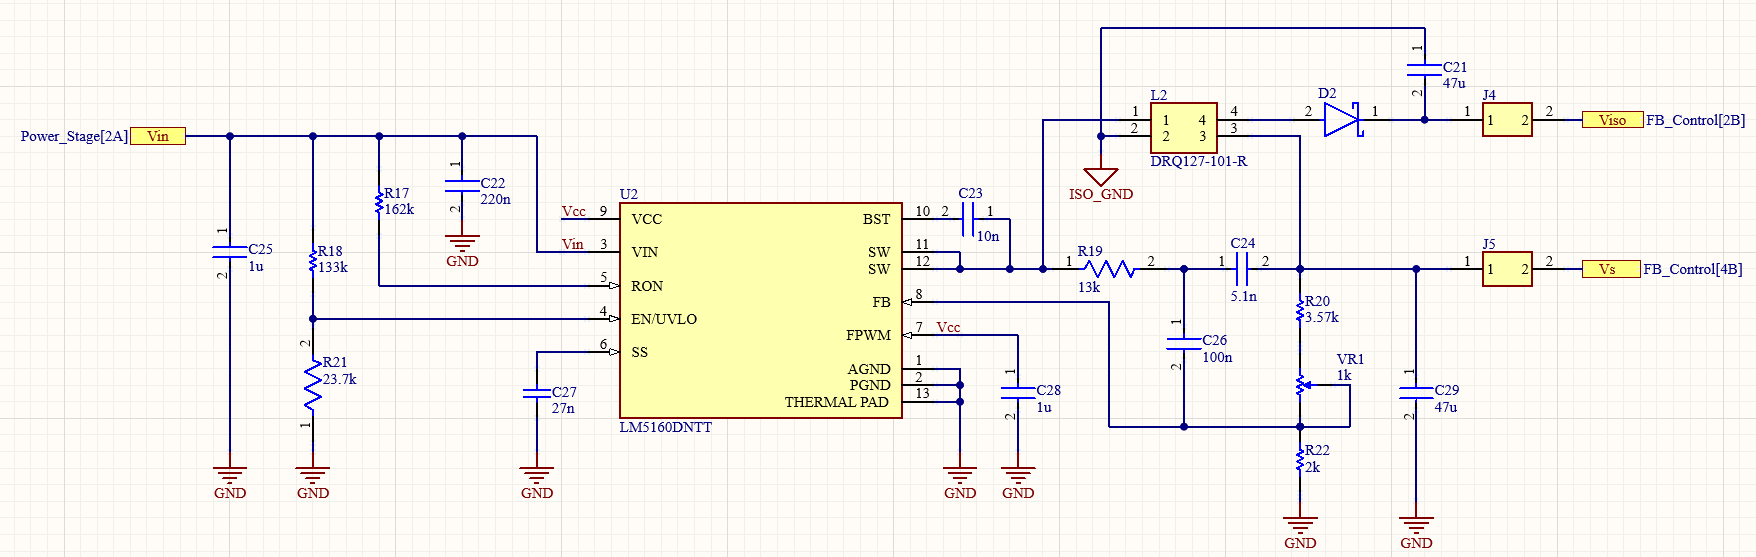 Power_Stage[2A] Vin
C25
1u
1
2
GND
R18
133k
2
R21
23.7k
1
GND
R17
162k
1
C22
220n
2
GND
U2
Vcc 9 VCC
Vin 3 VIN
5 RON
4 EN/UVLO
6 SS
C27
27n
GND
BST 10
SW 11
SW 12
FB 8
FPWM 7 Vcc
AGND 1
PGND 2
THERMAL PAD 13
LM5160DNTT
GND
C23
2 1
10n
1
C28
1u
2
GND
ISO_GND
L2
1 1 4 4
2 2 3 3
DRQ127-101-R
D2
2 1
1
C21
47u
2
J4
1 1 2 2
Viso FB_Control[2B]
R19
1 2
13k
C24
1 2
5.1n
1
C26
100n
2
R20
3.57k
VR1
1k
R22
2k
GND
1
C29
47u
2
GND
J5
1 1 2 2
Vs FB_Control[4B]